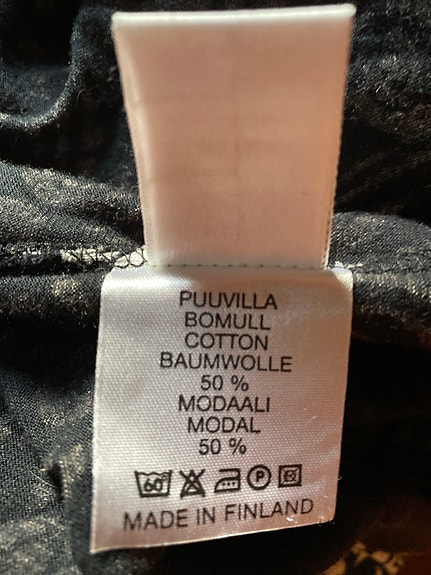 PUUVILLA
BOMULL
COTTON
BAUMWOLLE
50 %
MODAALI
MODAL
50 %
60°
P
MADE IN FINLAND